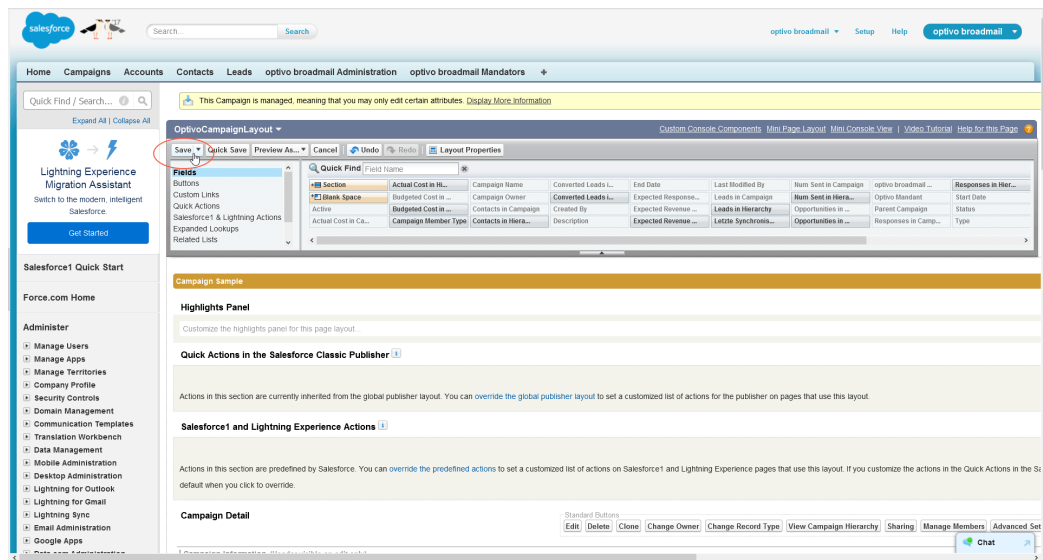 salesforce
Search...
Search
optivo broadmail
Setup
Help
optivo broadmail
Home Campaigns Accounts Contacts Leads optivo broadmail Administration optivo broadmail Mandators +
Quick Find / Search...
Expand All | Collapse All
Lightning Experience
Migration Assistant
Switch to the modern, intelligent
Salesforce.
Get Started
Salesforce1 Quick Start
Force.com Home
Administer
Manage Users
Manage Apps
Manage Territories
Company Profile
Security Controls
Domain Management
Communication Templates
Translation Workbench
Data Management
Mobile Administration
Desktop Administration
Lightning for Outlook
Lightning for Gmail
Lightning Sync
Email Administration
Google Apps
Data.com Administration
This Campaign is managed, meaning that you may only edit certain attributes. Display More Information
OptivoCampaignLayout
Custom Console Components Mini Page Layout Mini Console View | Video Tutorial Help for this Page
Save Quick Save Preview As... Cancel Undo Redo Layout Properties
Fields
Buttons
Custom Links
Quick Actions
Salesforce1 & Lightning Actions
Expanded Lookups
Related Lists
Quick Find Field Name
Section Actual Cost in Hi... Campaign Name Converted Leads i... End Date Last Modified By Num Sent in Campaign optivo broadmail ... Responses in Hier...
Blank Space Budgeted Cost in ... Campaign Owner Converted Leads i... Expected Response... Leads in Campaign Num Sent in Hiera... Optivo Mandant Start Date
Active Budgeted Cost in ... Contacts in Campaign Created By Expected Revenue ... Leads in Hierarchy Opportunities in ... Parent Campaign Status
Actual Cost in Ca... Campaign Member Type Contacts in Hiera... Description Expected Revenue ... Letzte Synchronis... Opportunities in ... Responses in Camp... Type
Campaign Sample
Highlights Panel
Customize the highlights panel for this page layout...
Quick Actions in the Salesforce Classic Publisher
Actions in this section are currently inherited from the global publisher layout. You can override the global publisher layout to set a customized list of actions for the publisher on pages that use this layout.
Salesforce1 and Lightning Experience Actions
Actions in this section are predefined by Salesforce. You can override the predefined actions to set a customized list of actions on Salesforce1 and Lightning Experience pages that use this layout. If you customize the actions in the Quick Actions in the Sa
default when you click to override.
Campaign Detail
Standard Buttons
Edit Delete Clone Change Owner Change Record Type View Campaign Hierarchy Sharing Manage Members Advanced Set
Chat